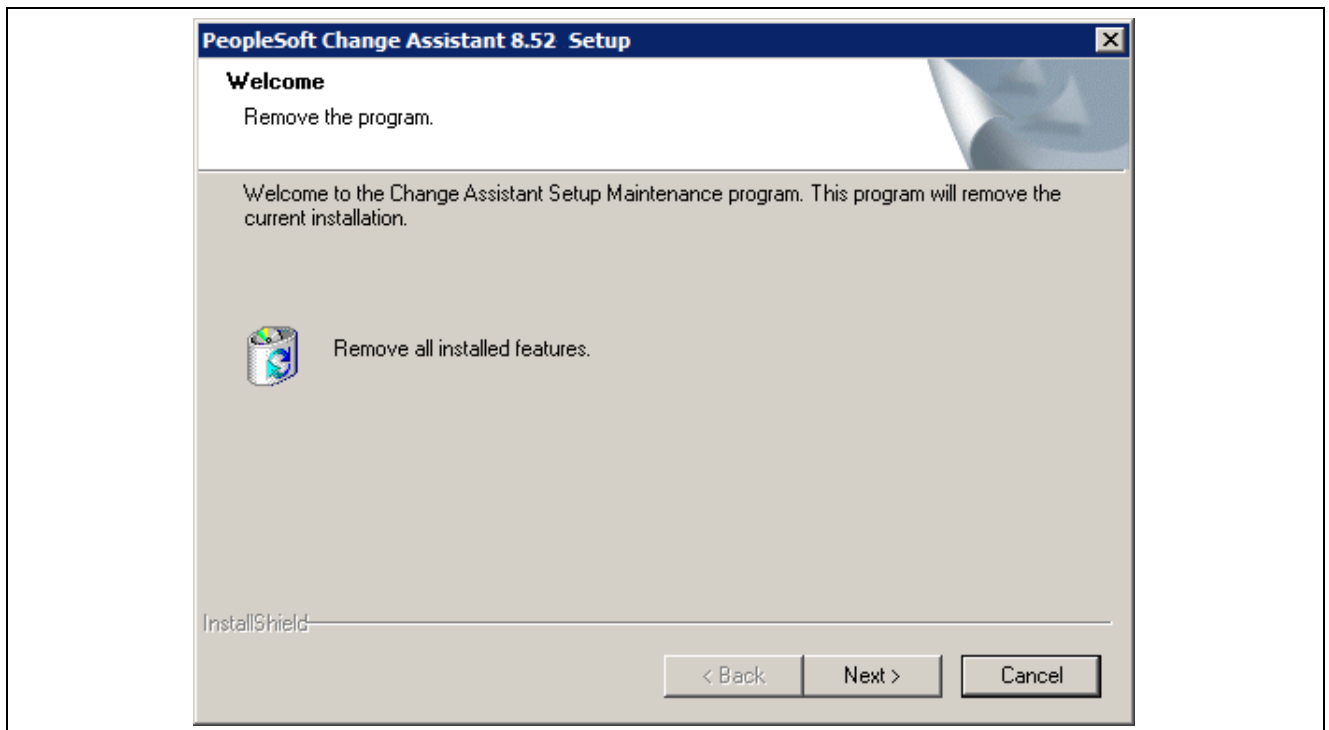 PeopleSoft Change Assistant 8.52 Setup
Welcome
Remove the program.
Welcome to the Change Assistant Setup Maintenance program. This program will remove the
current installation.
Remove all installed features.
InstallShield
< Back
Next >
Cancel